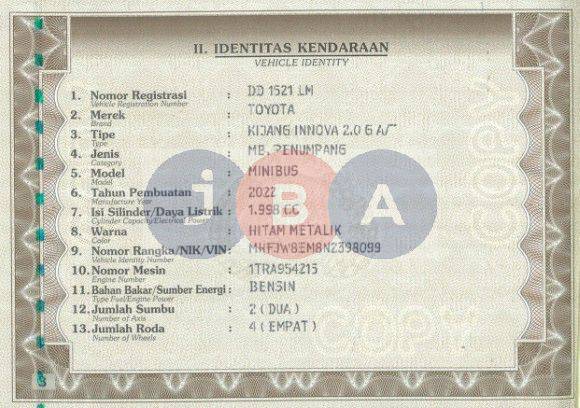 II. IDENTITAS KENDARAAN
VEHICLE IDENTITY
1. Nomor Registrasi : DD 1521 LM
Vehicle Registration Number
2. Merek : TOYOTA
Brand
3. Tipe : KIJANG INNOVA 2.0 G A/T
Type
4. Jenis : MB. PENUMPANG
Category
5. Model : MINIBUS
Model
6. Tahun Pembuatan : 2022
Manufacture Year
7. Isi Silinder/Daya Listrik : 1.998 CC
Cylinder Capacity/Electrical Power
8. Warna : HITAM METALIK
Color
9. Nomor Rangka/NIK/VIN : MHFJW8EM8N2398099
Vehicle Identity Number
10. Nomor Mesin : 1TRA954215
Engine Number
11. Bahan Bakar/Sumber Energi : BENSIN
Type Fuel/Engine Power
12. Jumlah Sumbu : 2 (DUA)
Number of Axis
13. Jumlah Roda : 4 (EMPAT)
Number of Wheels
iBA
COPY
COPY